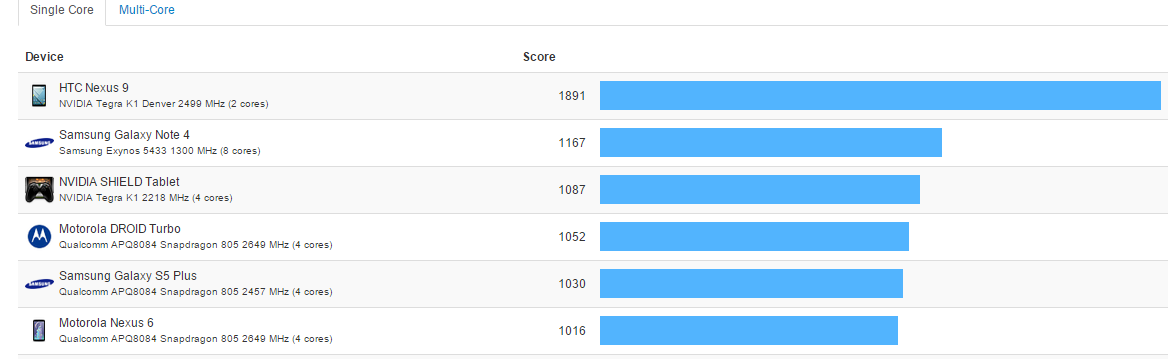 Single Core Multi-Core
Device Score
HTC Nexus 9
NVIDIA Tegra K1 Denver 2499 MHz (2 cores)
1891
Samsung Galaxy Note 4
Samsung Exynos 5433 1300 MHz (8 cores)
1167
SAMSUNG
NVIDIA SHIELD Tablet
NVIDIA Tegra K1 2218 MHz (4 cores)
1087
Motorola DROID Turbo
Qualcomm APQ8084 Snapdragon 805 2649 MHz (4 cores)
1052
Samsung Galaxy S5 Plus
Qualcomm APQ8084 Snapdragon 805 2457 MHz (4 cores)
1030
SAMSUNG
Motorola Nexus 6
Qualcomm APQ8084 Snapdragon 805 2649 MHz (4 cores)
1016